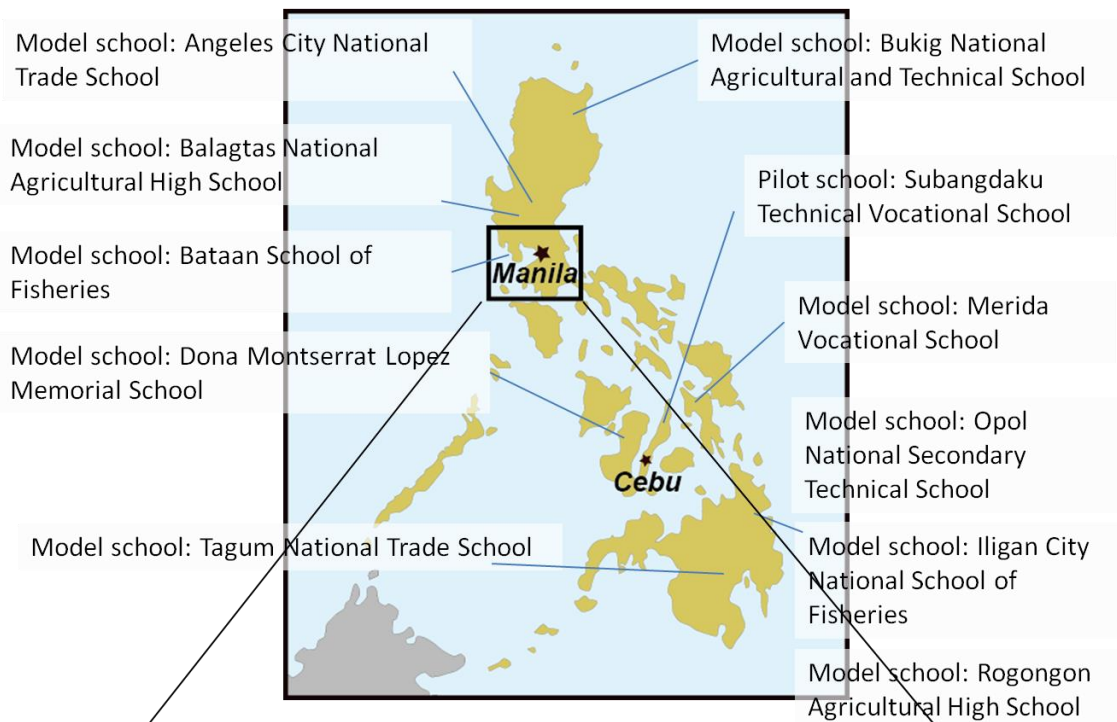 Model school: Angeles City National
Trade School
Model school: Bukig National
Agricultural and Technical School
Model school: Balagtas National
Agricultural High School
Pilot school: Subangdaku
Technical Vocational School
Model school: Bataan School of
Fisheries
Manila
Model school: Merida
Vocational School
Model school: Dona Montserrat Lopez
Memorial School
Model school: Opol
National Secondary
Technical School
Cebu
Model school: Tagum National Trade School
Model school: Iligan City
National School of
Fisheries
Model school: Rogongon
Agricultural High School